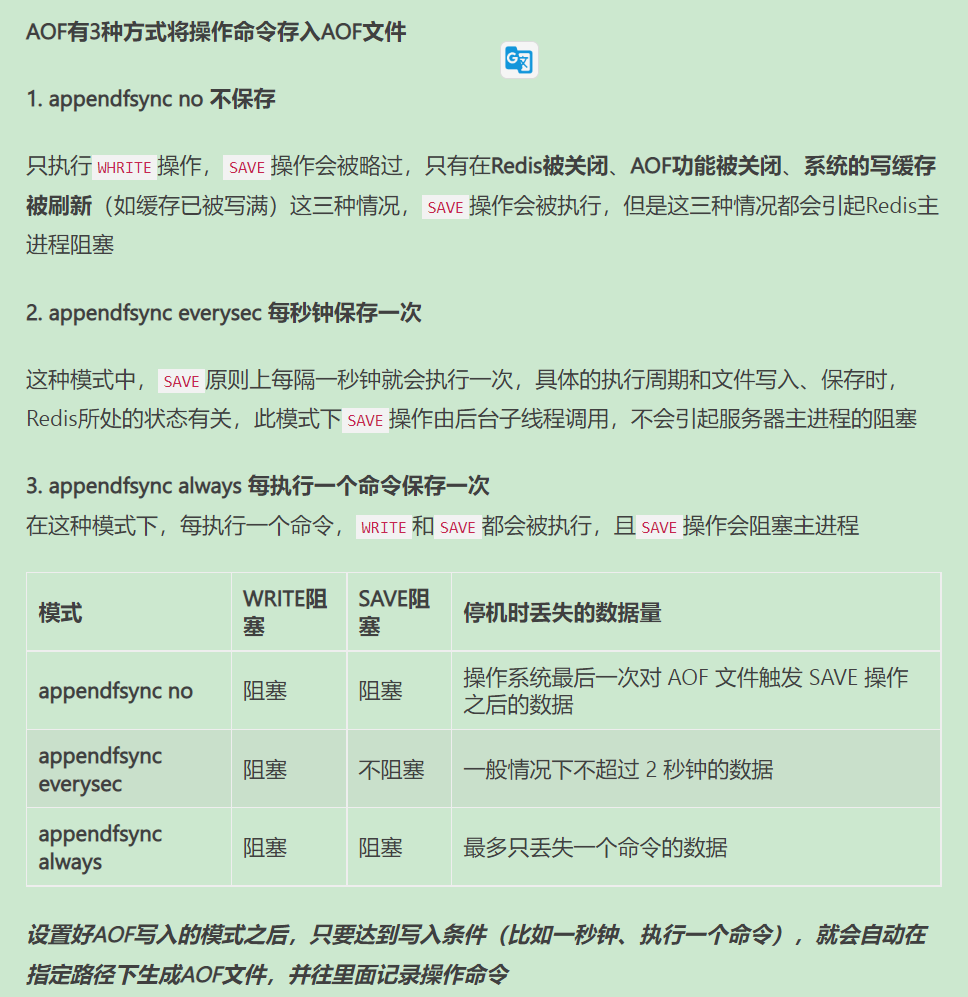 AOF有3种方式将操作命令存入AOF文件
1. appendfsync no 不保存
只执行WHRITE操作，SAVE操作会被略过，只有在Redis被关闭、AOF功能被关闭、系统的写缓存
被刷新（如缓存已被写满）这三种情况，SAVE操作会被执行，但是这三种情况都会引起Redis主
进程阻塞
2. appendfsync everysec 每秒钟保存一次
这种模式中，SAVE原则上每隔一秒钟就会执行一次，具体的执行周期和文件写入、保存时，
Redis所处的状态有关，此模式下SAVE操作由后台子线程调用，不会引起服务器主进程的阻塞
3. appendfsync always 每执行一个命令保存一次
在这种模式下，每执行一个命令，WRITE和SAVE都会被执行，且SAVE操作会阻塞主进程
模式
WRITE阻
塞
SAVE阻
塞
停机时丢失的数据量
appendfsync no
阻塞
阻塞
操作系统最后一次对 AOF 文件触发 SAVE 操作
之后的数据
appendfsync
everysec
阻塞
不阻塞
一般情况下不超过 2 秒钟的数据
appendfsync
always
阻塞
阻塞
最多只丢失一个命令的数据
设置好AOF写入的模式之后，只要达到写入条件（比如一秒钟、执行一个命令），就会自动在
指定路径下生成AOF文件，并往里面记录操作命令